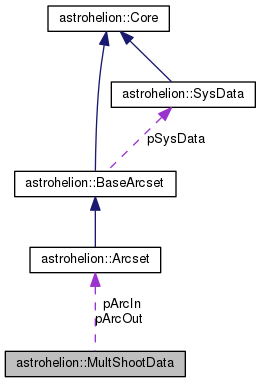 astrohelion::Core
astrohelion::SysData
pSysData
astrohelion::BaseArcset
astrohelion::Arcset
pArcIn
pArcOut
astrohelion::MultShootData